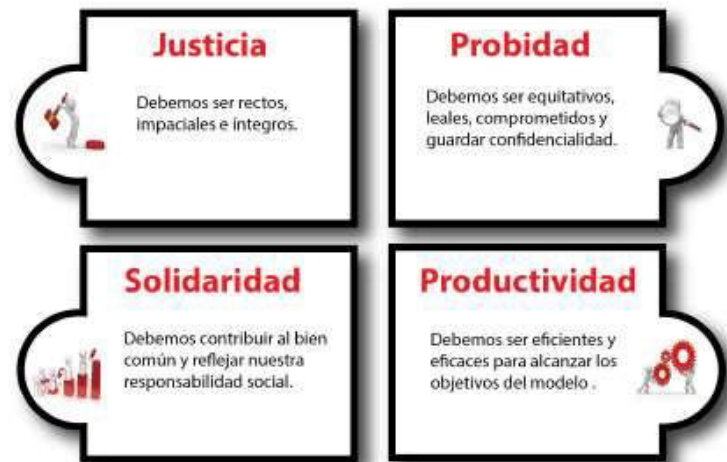 Justicia
Debemos ser rectos,
impaciales e íntegros.
Probidad
Debemos ser equitativos,
leales, comprometidos y
guardar confidencialidad.
Solidaridad
Debemos contribuir al bien
común y reflejar nuestra
responsabilidad social.
Productividad
Debemos ser eficientes y
eficaces para alcanzar los
objetivos del modelo .